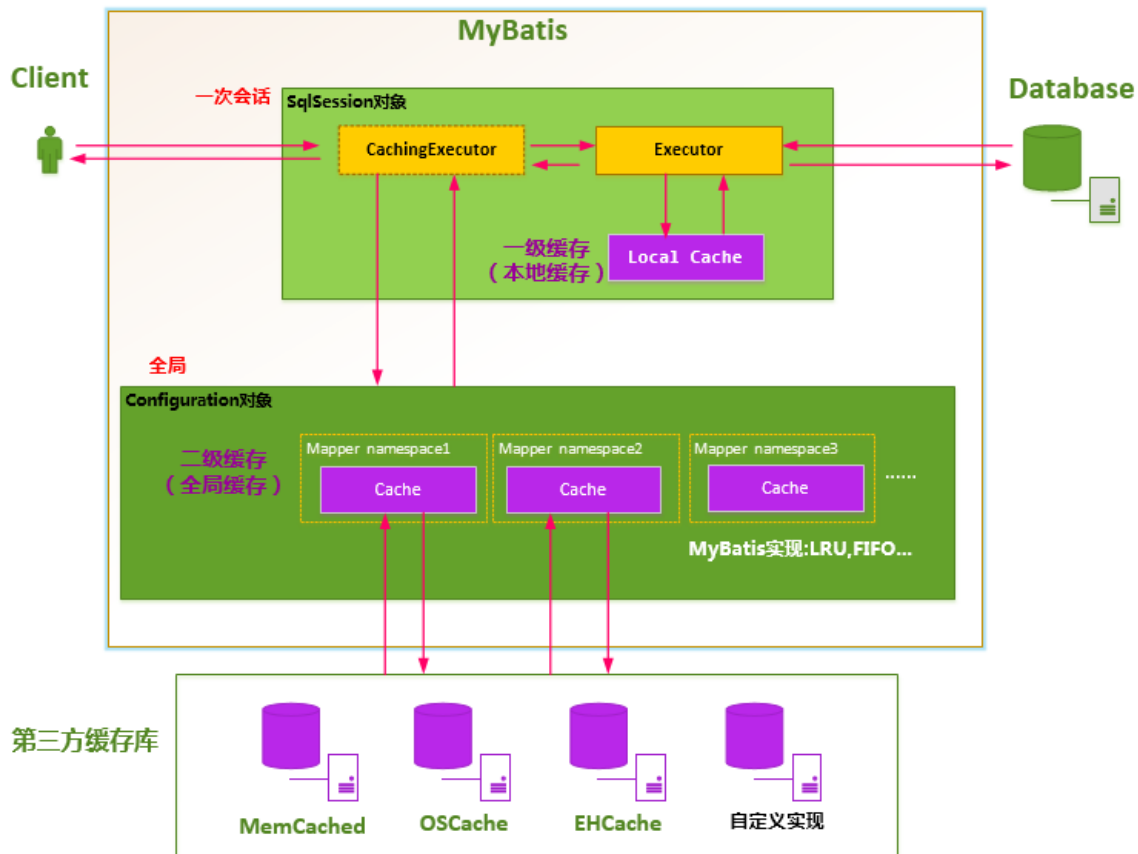 MyBatis
Client
Database
一次会话
SqlSession对象
CachingExecutor
Executor
一级缓存
(本地缓存)
Local Cache
全局
Configuration对象
二级缓存
(全局缓存)
Mapper namespace1
Cache
Mapper namespace2
Cache
Mapper namespace3
Cache
......
MyBatis实现:LRU,FIFO...
第三方缓存库
MemCached
OSCache
EHCache
自定义实现